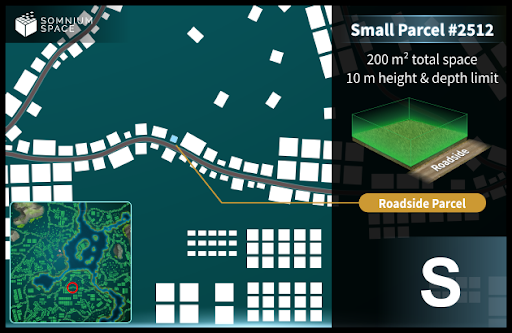 SOMNIUM
SPACE
Small Parcel #2512
200 m² total space
10 m height & depth limit
Roadside
Roadside Parcel
S